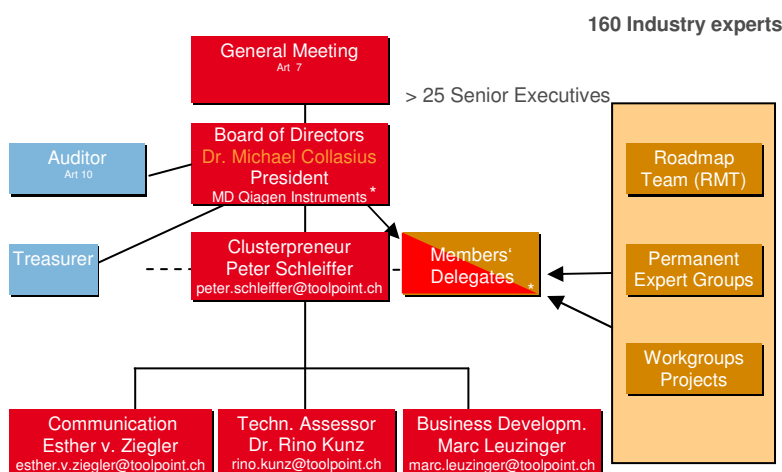 160 Industry experts
General Meeting
Art 7
> 25 Senior Executives
Board of Directors
Dr. Michael Collasius
President
MD Qiagen Instruments *
Auditor
Art 10
Treasurer
Clusterpreneur
Peter Schleiffer
peter.schleiffer@toolpoint.ch
Members‘
Delegates
*
Roadmap
Team (RMT)
Permanent
Expert Groups
Workgroups
Projects
Communication
Esther v. Ziegler
esther.v.ziegler@toolpoint.ch
Techn. Assessor
Dr. Rino Kunz
rino.kunz@toolpoint.ch
Business Developm.
Marc Leuzinger
marc.leuzinger@toolpoint.ch